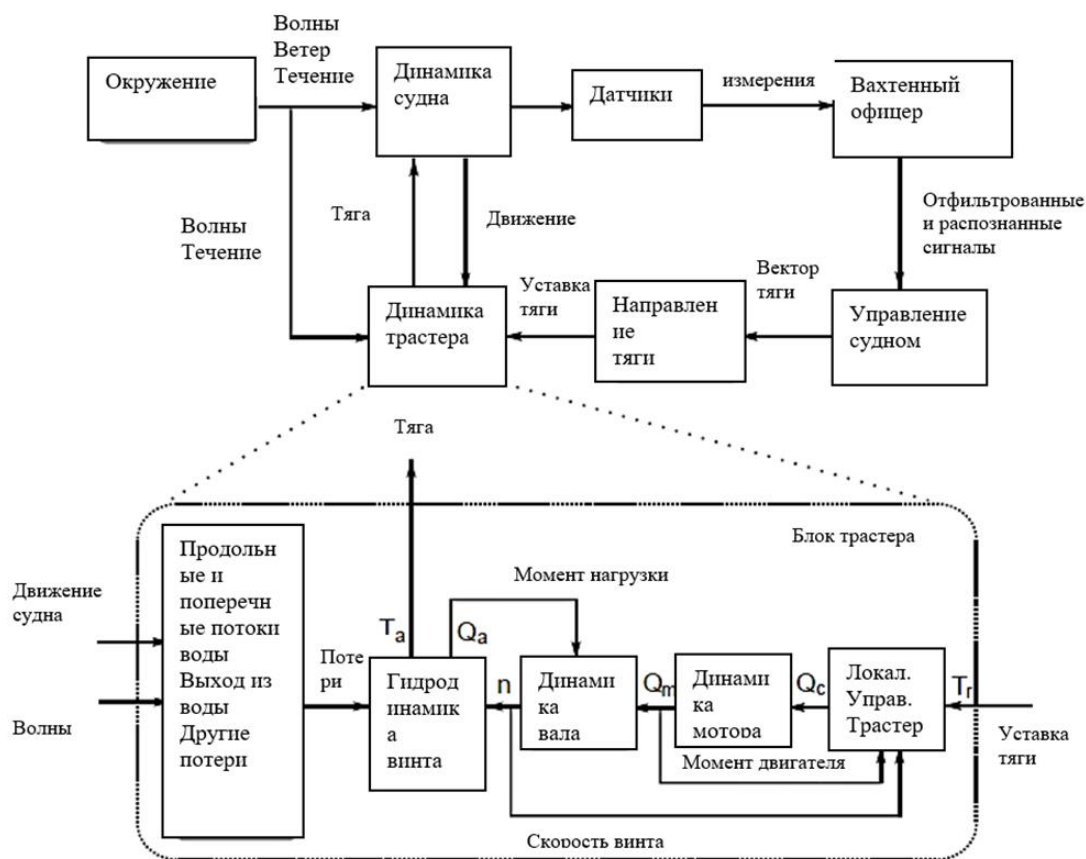 Волны
Ветер
Течение
Окружение
Динамика
судна
Датчики
измерения
Вахтенный
офицер
Волны
Течение
Тяга
Движение
Отфильтрованные
и распознанные
сигналы
Динамика
трастера
Уставка
тяги
Направлен
ие
тяги
Вектор
тяги
Управление
судном
Тяга
Блок трастера
Движение
судна
Волны
Продольн
ые и
поперечн
ые потоки
воды
Выход из
воды
Другие
потери
Поте
ри
Ta
Qa
Момент нагрузки
Гидрод
инамик
а
винта
n
Динами
ка
вала
Qm
Динами
ка
мотора
Qc
Локал.
Управ.
Трастер
Tr
Уставка
тяги
Момент двигателя
Скорость винта